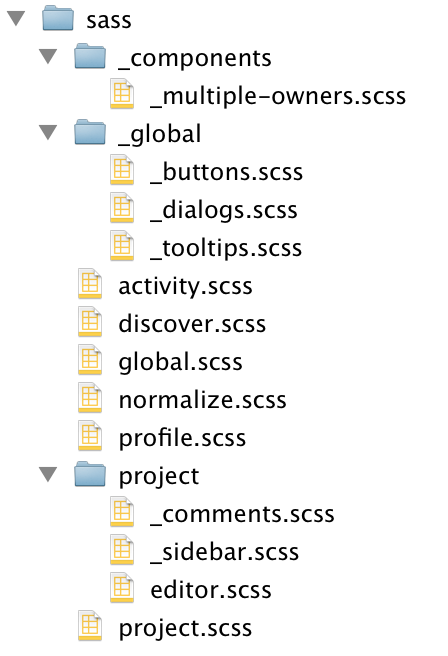 sass
_components
_multiple-owners.scss
_global
_buttons.scss
_dialogs.scss
_tooltips.scss
activity.scss
discover.scss
global.scss
normalize.scss
profile.scss
project
_comments.scss
_sidebar.scss
editor.scss
project.scss